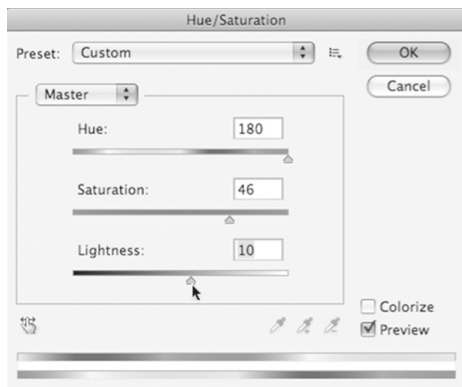 Hue/Saturation
Preset: Custom
OK
Cancel
Master
Hue: 180
Saturation: 46
Lightness: 10
Colorize
Preview